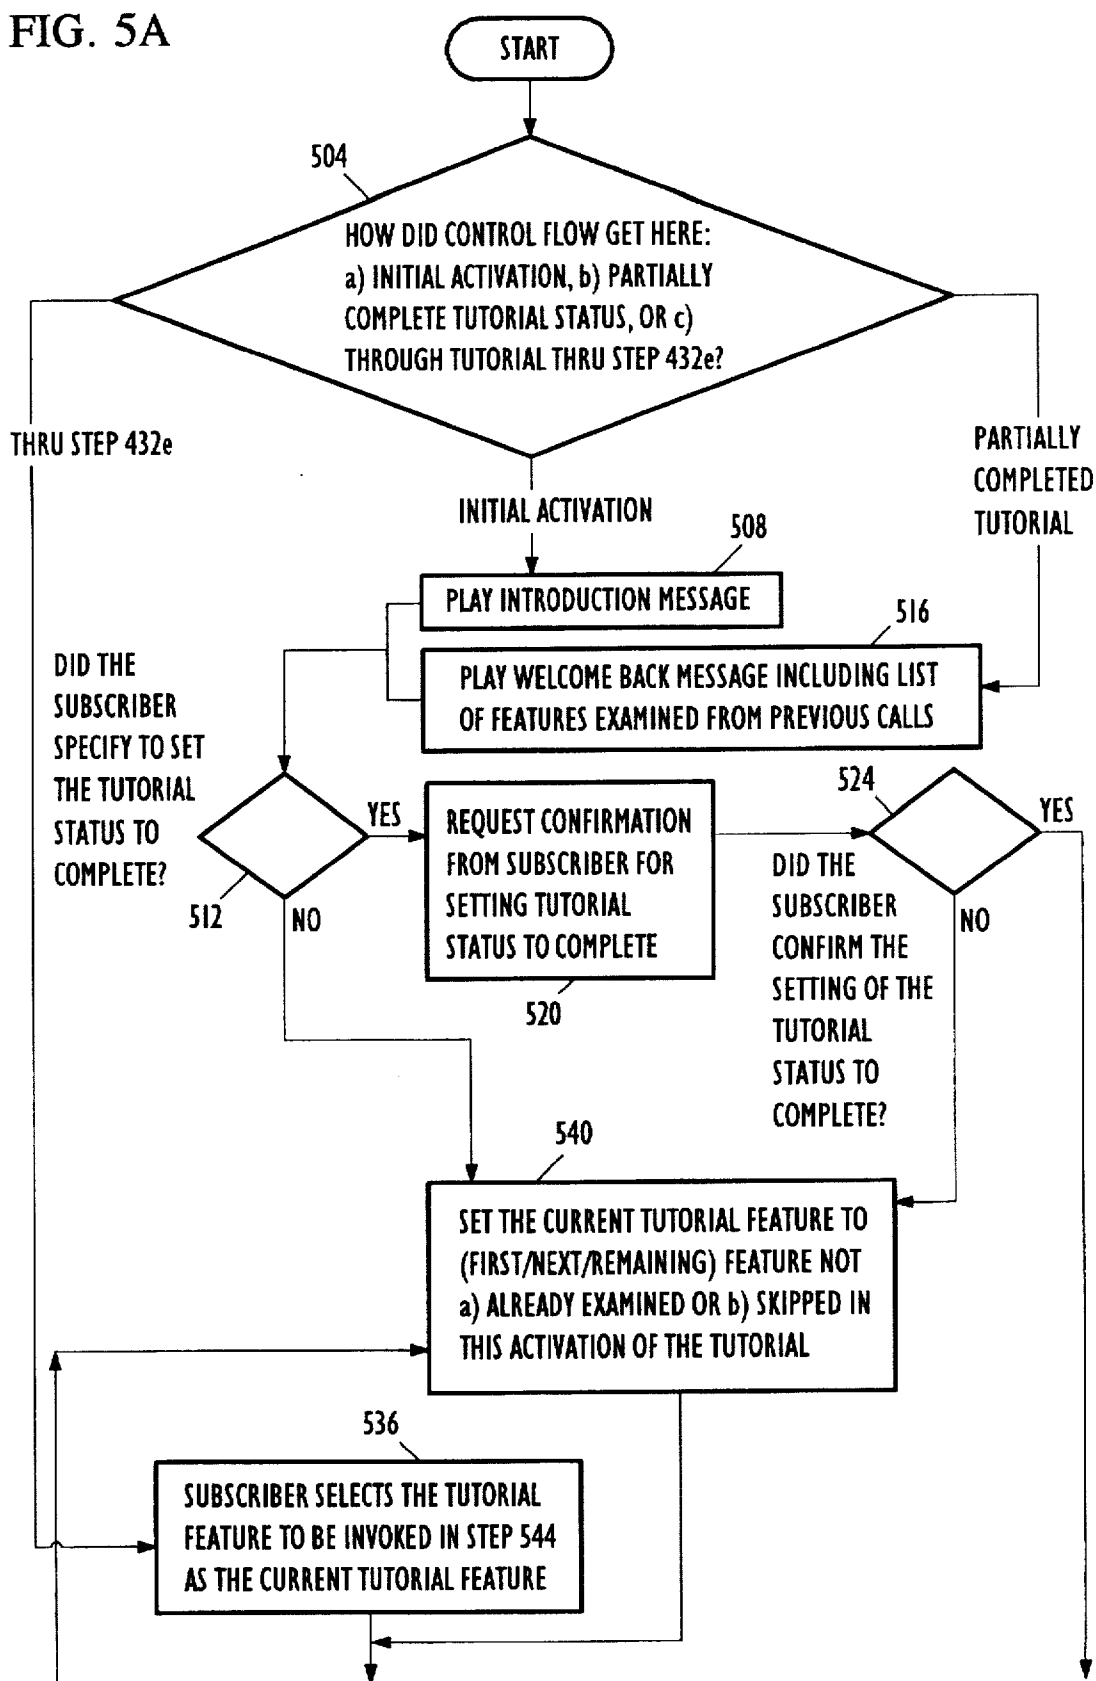 FIG. 5A
START
504
HOW DID CONTROL FLOW GET HERE:
a) INITIAL ACTIVATION, b) PARTIALLY
COMPLETE TUTORIAL STATUS, OR c)
THROUGH TUTORIAL THRU STEP 432e?
THRU STEP 432e
PARTIALLY
COMPLETED
TUTORIAL
INITIAL ACTIVATION
508
PLAY INTRODUCTION MESSAGE
516
PLAY WELCOME BACK MESSAGE INCLUDING LIST
OF FEATURES EXAMINED FROM PREVIOUS CALLS
DID THE
SUBSCRIBER
SPECIFY TO SET
THE TUTORIAL
STATUS TO
COMPLETE?
512
YES
NO
REQUEST CONFIRMATION
FROM SUBSCRIBER FOR
SETTING TUTORIAL
STATUS TO COMPLETE
520
524
YES
NO
DID THE
SUBSCRIBER
CONFIRM THE
SETTING OF THE
TUTORIAL
STATUS TO
COMPLETE?
540
SET THE CURRENT TUTORIAL FEATURE TO
(FIRST/NEXT/REMAINING) FEATURE NOT
a) ALREADY EXAMINED OR b) SKIPPED IN
THIS ACTIVATION OF THE TUTORIAL
536
SUBSCRIBER SELECTS THE TUTORIAL
FEATURE TO BE INVOKED IN STEP 544
AS THE CURRENT TUTORIAL FEATURE